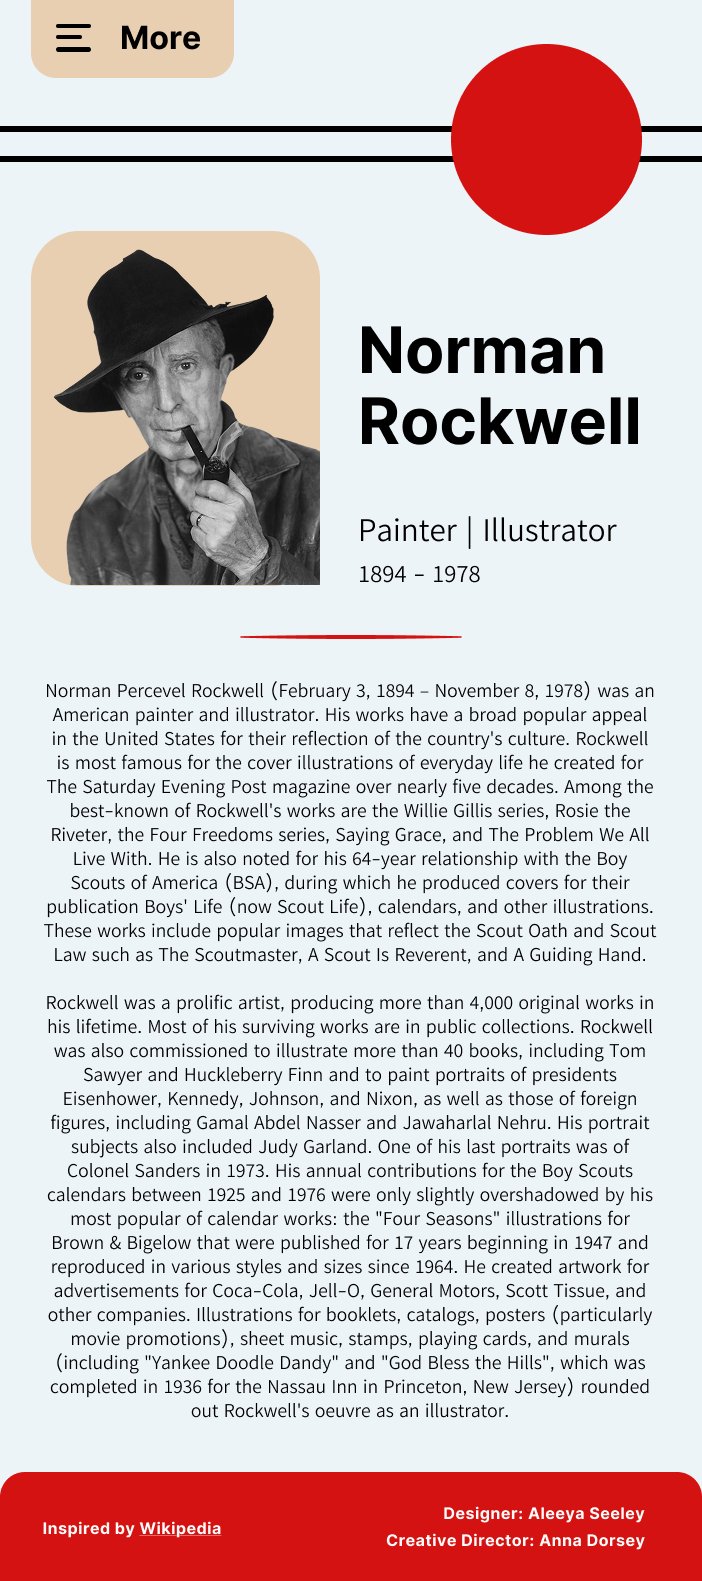 More
Norman
Rockwell
Painter | Illustrator
1894 – 1978
Norman Percevel Rockwell (February 3, 1894 – November 8, 1978) was an
American painter and illustrator. His works have a broad popular appeal
in the United States for their reflection of the country's culture. Rockwell
is most famous for the cover illustrations of everyday life he created for
The Saturday Evening Post magazine over nearly five decades. Among the
best-known of Rockwell's works are the Willie Gillis series, Rosie the
Riveter, the Four Freedoms series, Saying Grace, and The Problem We All
Live With. He is also noted for his 64-year relationship with the Boy
Scouts of America (BSA), during which he produced covers for their
publication Boys' Life (now Scout Life), calendars, and other illustrations.
These works include popular images that reflect the Scout Oath and Scout
Law such as The Scoutmaster, A Scout Is Reverent, and A Guiding Hand.
Rockwell was a prolific artist, producing more than 4,000 original works in
his lifetime. Most of his surviving works are in public collections. Rockwell
was also commissioned to illustrate more than 40 books, including Tom
Sawyer and Huckleberry Finn and to paint portraits of presidents
Eisenhower, Kennedy, Johnson, and Nixon, as well as those of foreign
figures, including Gamal Abdel Nasser and Jawaharlal Nehru. His portrait
subjects also included Judy Garland. One of his last portraits was of
Colonel Sanders in 1973. His annual contributions for the Boy Scouts
calendars between 1925 and 1976 were only slightly overshadowed by his
most popular of calendar works: the "Four Seasons" illustrations for
Brown & Bigelow that were published for 17 years beginning in 1947 and
reproduced in various styles and sizes since 1964. He created artwork for
advertisements for Coca-Cola, Jell-O, General Motors, Scott Tissue, and
other companies. Illustrations for booklets, catalogs, posters (particularly
movie promotions), sheet music, stamps, playing cards, and murals
(including "Yankee Doodle Dandy" and "God Bless the Hills", which was
completed in 1936 for the Nassau Inn in Princeton, New Jersey) rounded
out Rockwell's oeuvre as an illustrator.
Inspired by Wikipedia
Designer: Aleeya Seeley
Creative Director: Anna Dorsey